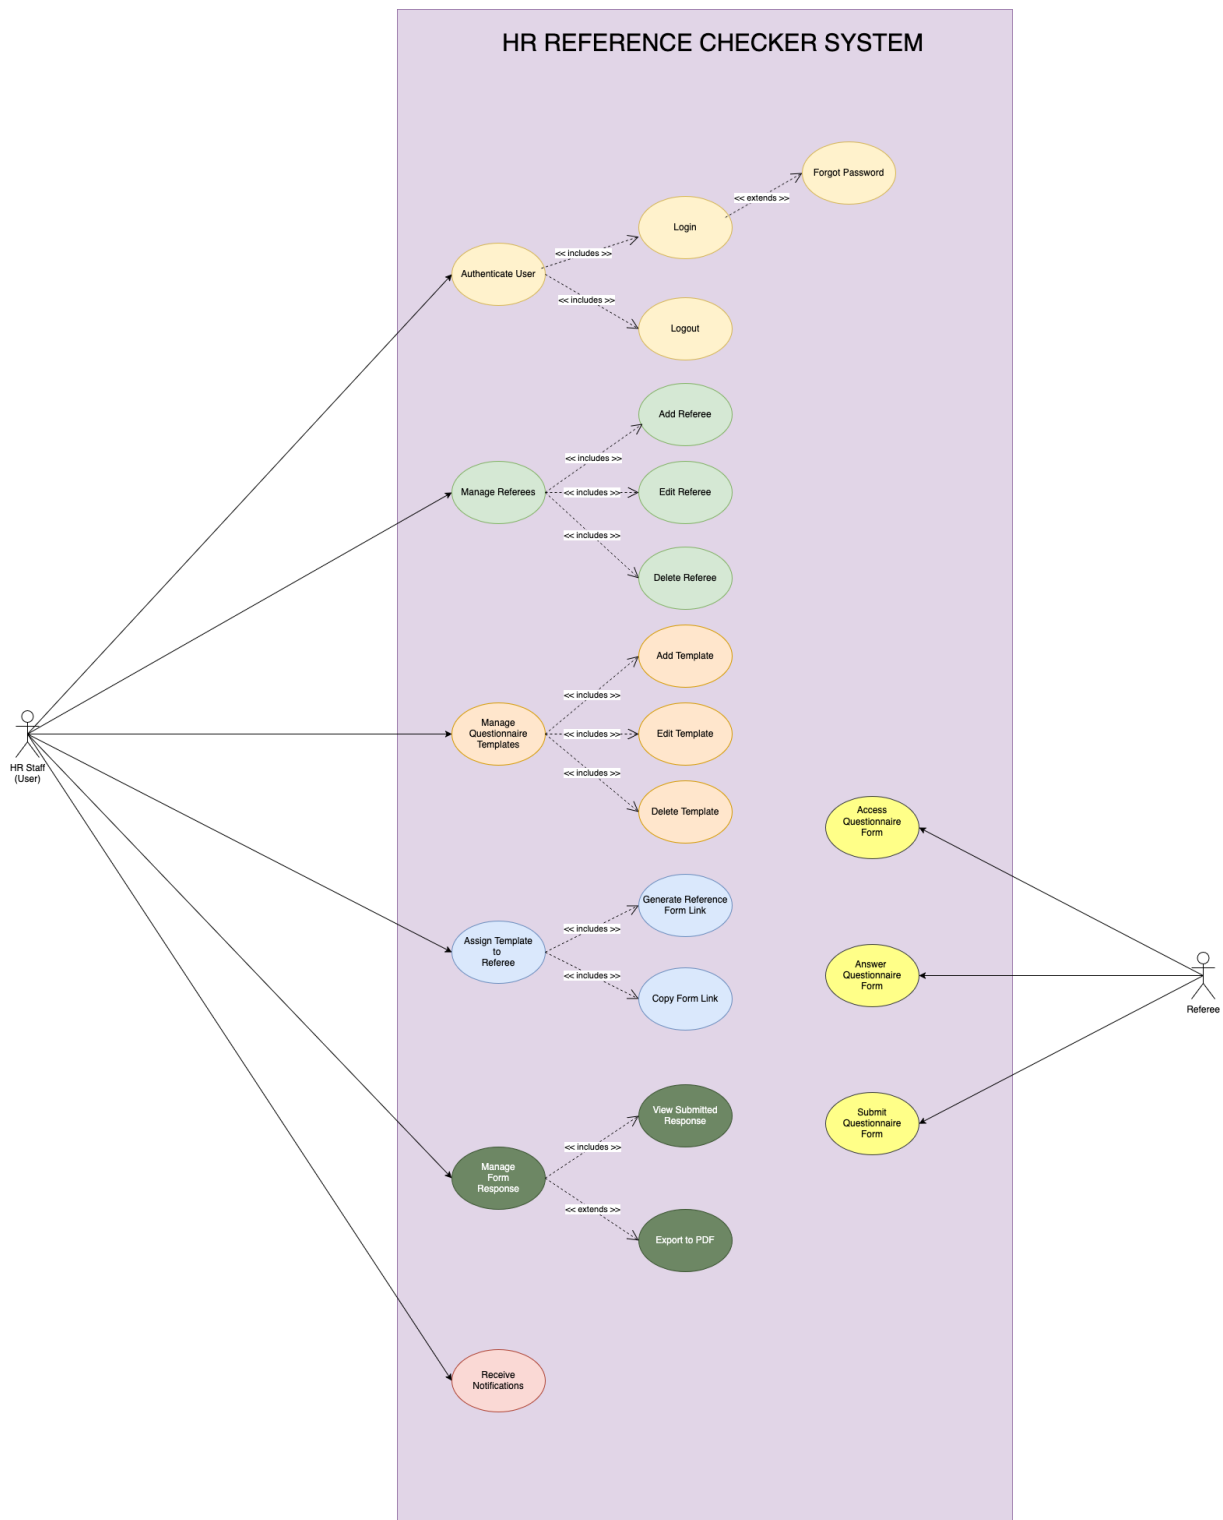 HR REFERENCE CHECKER SYSTEM
Forgot Password
<< extends >>
Login
<< includes >>
Authenticate User
<< includes >>
Logout
Add Referee
<< includes >>
Manage Referees
<< includes >>
Edit Referee
<< includes >>
Delete Referee
Add Template
<< includes >>
Manage
Questionnaire
Templates
<< includes >>
Edit Template
<< includes >>
Delete Template
HR Staff
(User)
Access
Questionnaire
Form
Generate Reference
Form Link
<< includes >>
Assign Template
to
Referee
<< includes >>
Copy Form Link
Answer
Questionnaire
Form
Referee
View Submitted
Response
<< includes >>
Submit
Questionnaire
Form
Manage
Form
Response
<< extends >>
Export to PDF
Receive
Notifications